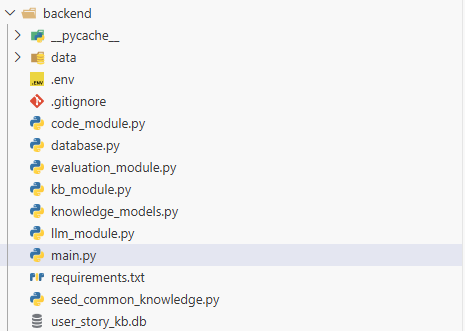 backend
__pycache__
data
.env
.gitignore
code_module.py
database.py
evaluation_module.py
kb_module.py
knowledge_models.py
llm_module.py
main.py
requirements.txt
seed_common_knowledge.py
user_story_kb.db